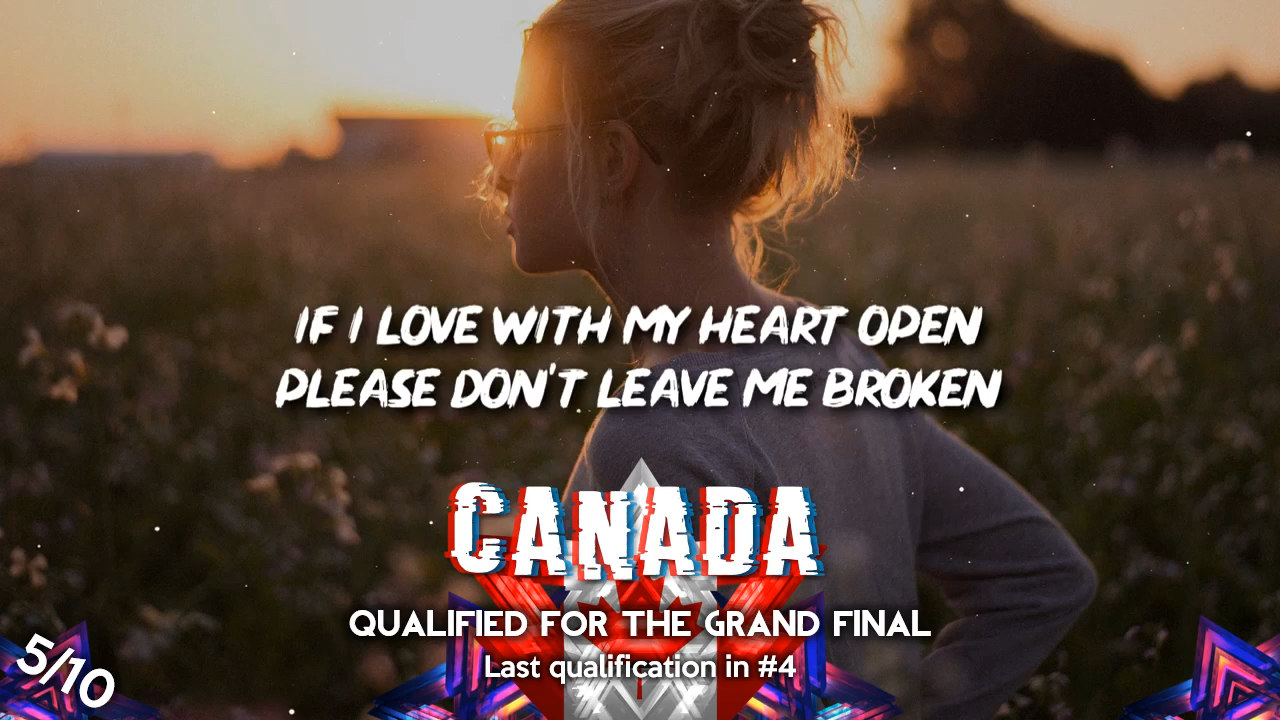 IF I LOVE WITH MY HEART OPEN
PLEASE DON'T LEAVE ME BROKEN
CANADA
QUALIFIED FOR THE GRAND FINAL
Last qualification in #4
5/10